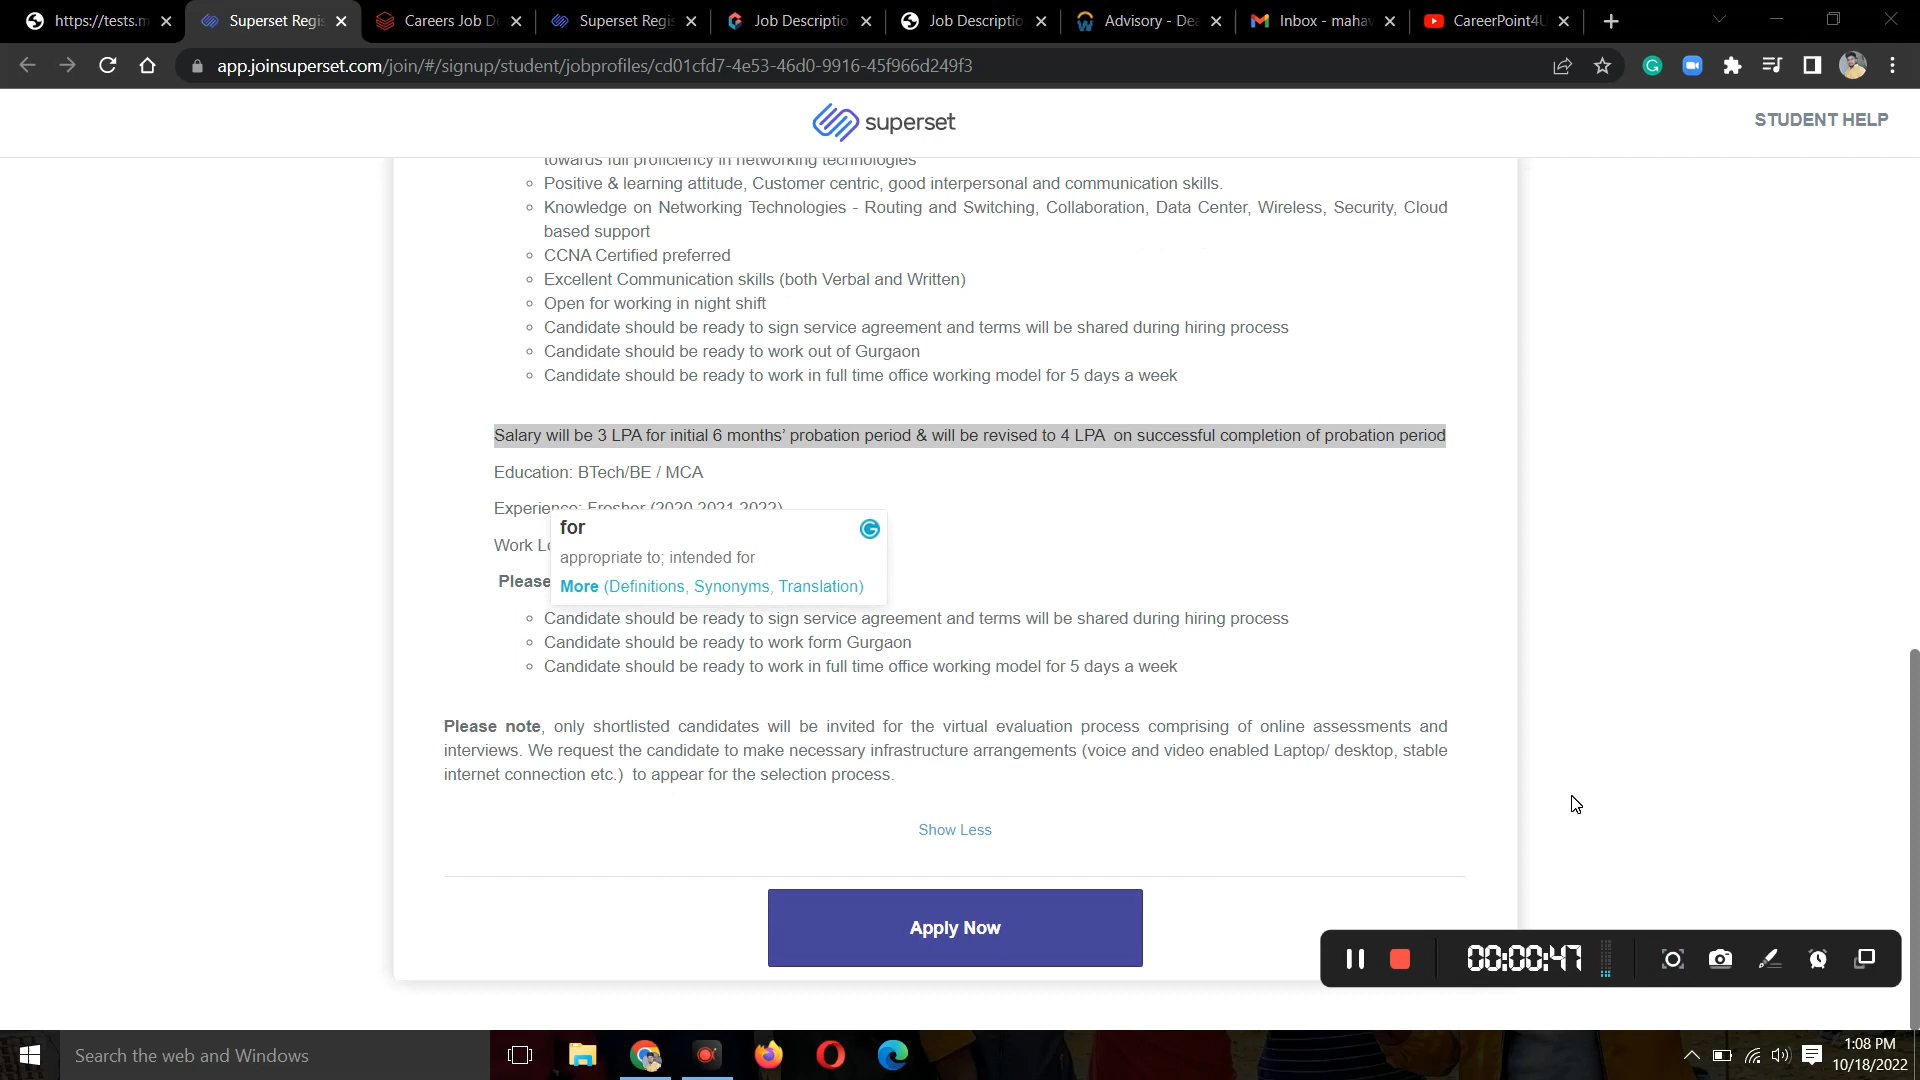 https://tests.m
Superset Regis
Careers Job De
Superset Regis
Job Descriptio
Job Descriptio
Advisory - Dea
Inbox - mahav
CareerPoint4U
app.joinsuperset.com/join/#/signup/student/jobprofiles/cd01cfd7-4e53-46d0-9916-45f966d249f3
superset
STUDENT HELP
towards full proficiency in networking technologies
Positive & learning attitude, Customer centric, good interpersonal and communication skills.
Knowledge on Networking Technologies - Routing and Switching, Collaboration, Data Center, Wireless, Security, Cloud
based support
CCNA Certified preferred
Excellent Communication skills (both Verbal and Written)
Open for working in night shift
Candidate should be ready to sign service agreement and terms will be shared during hiring process
Candidate should be ready to work out of Gurgaon
Candidate should be ready to work in full time office working model for 5 days a week
Salary will be 3 LPA for initial 6 months' probation period & will be revised to 4 LPA on successful completion of probation period
Education: BTech/BE / MCA
Experience: Fresher (2020,2021,2022)
for
Work Lo
appropriate to; intended for
Please
More (Definitions, Synonyms, Translation)
Candidate should be ready to sign service agreement and terms will be shared during hiring process
Candidate should be ready to work form Gurgaon
Candidate should be ready to work in full time office working model for 5 days a week
Please note, only shortlisted candidates will be invited for the virtual evaluation process comprising of online assessments and
interviews. We request the candidate to make necessary infrastructure arrangements (voice and video enabled Laptop/ desktop, stable
internet connection etc.) to appear for the selection process.
Show Less
Apply Now
00:00:47
Search the web and Windows
1:08 PM
10/18/2022